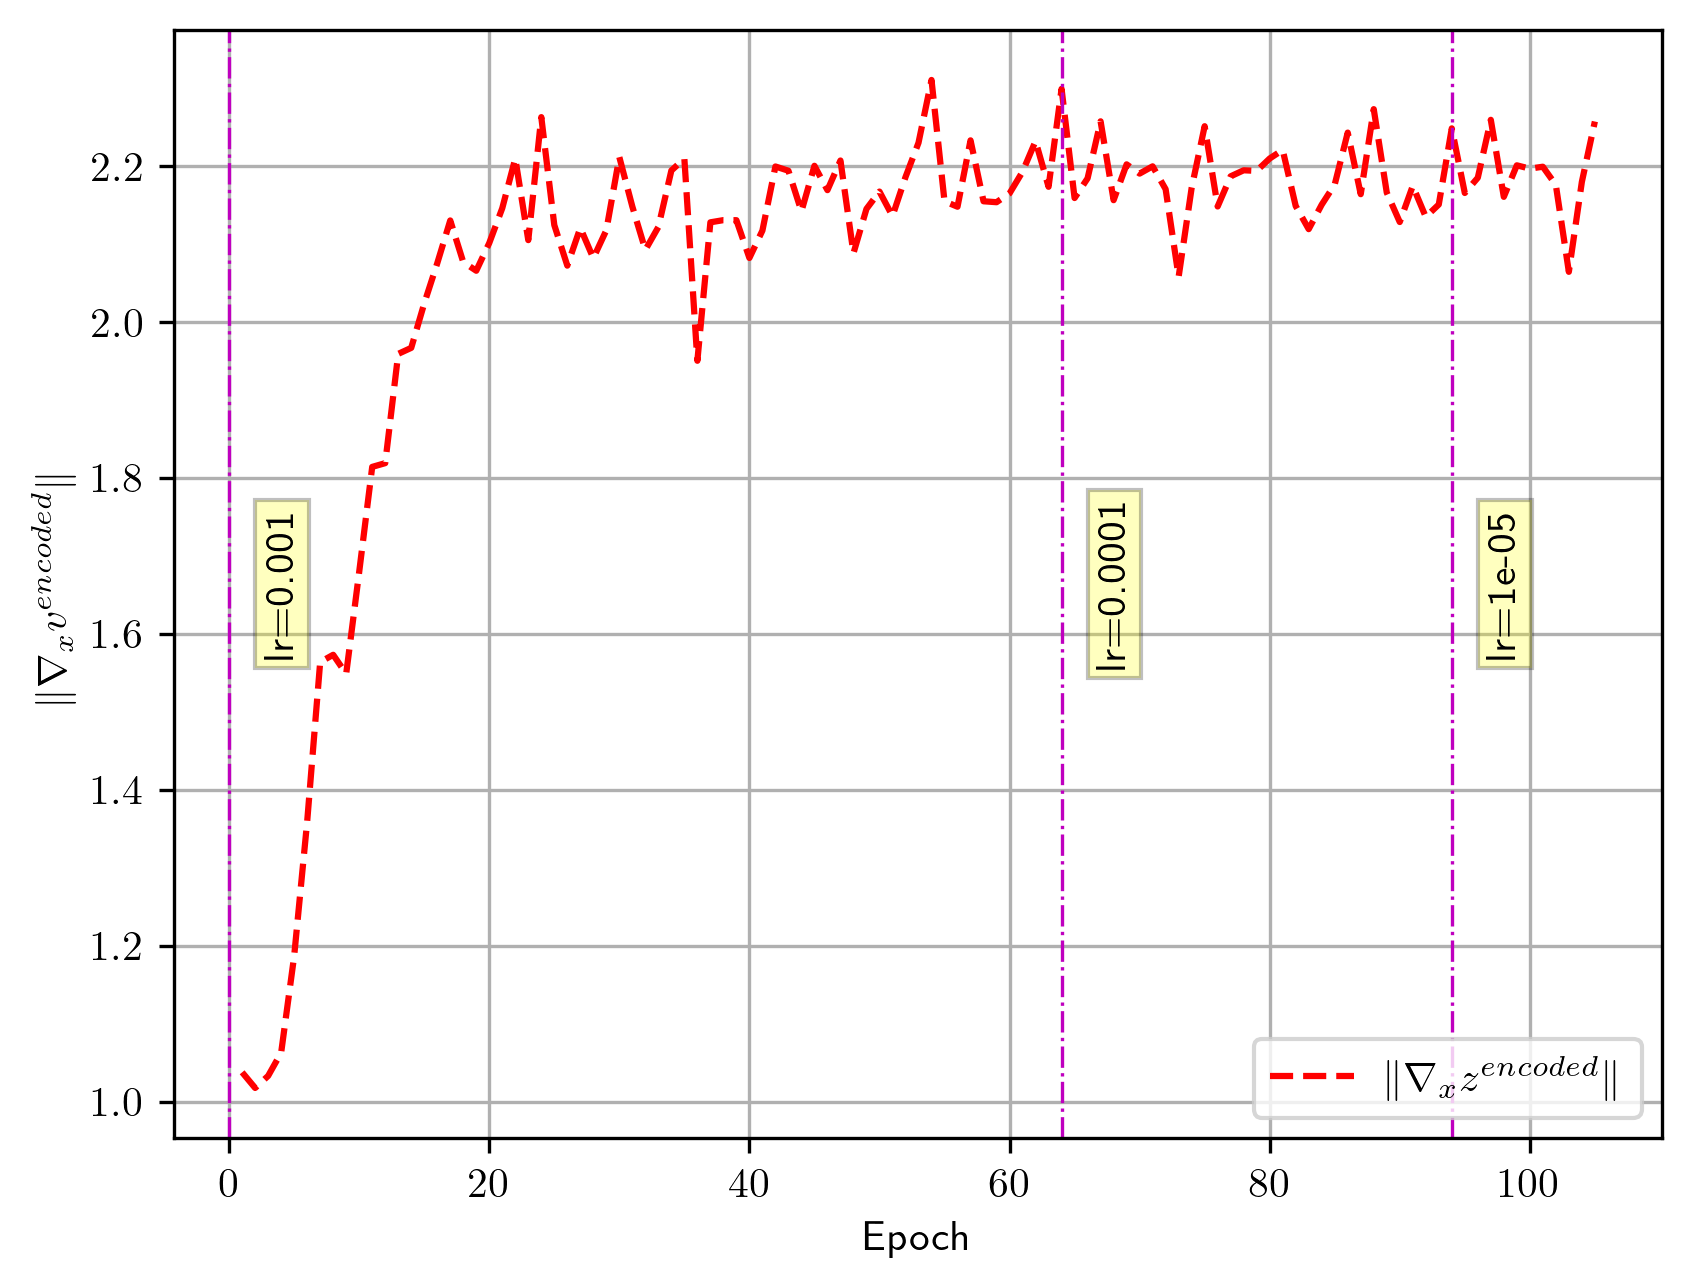 ‖∇ₓv^{encoded}‖
2.2
2.0
1.8
1.6
1.4
1.2
1.0
lr=0.001
lr=0.0001
lr=1e-05
‖∇ₓz^{encoded}‖
0 20 40 60 80 100
Epoch